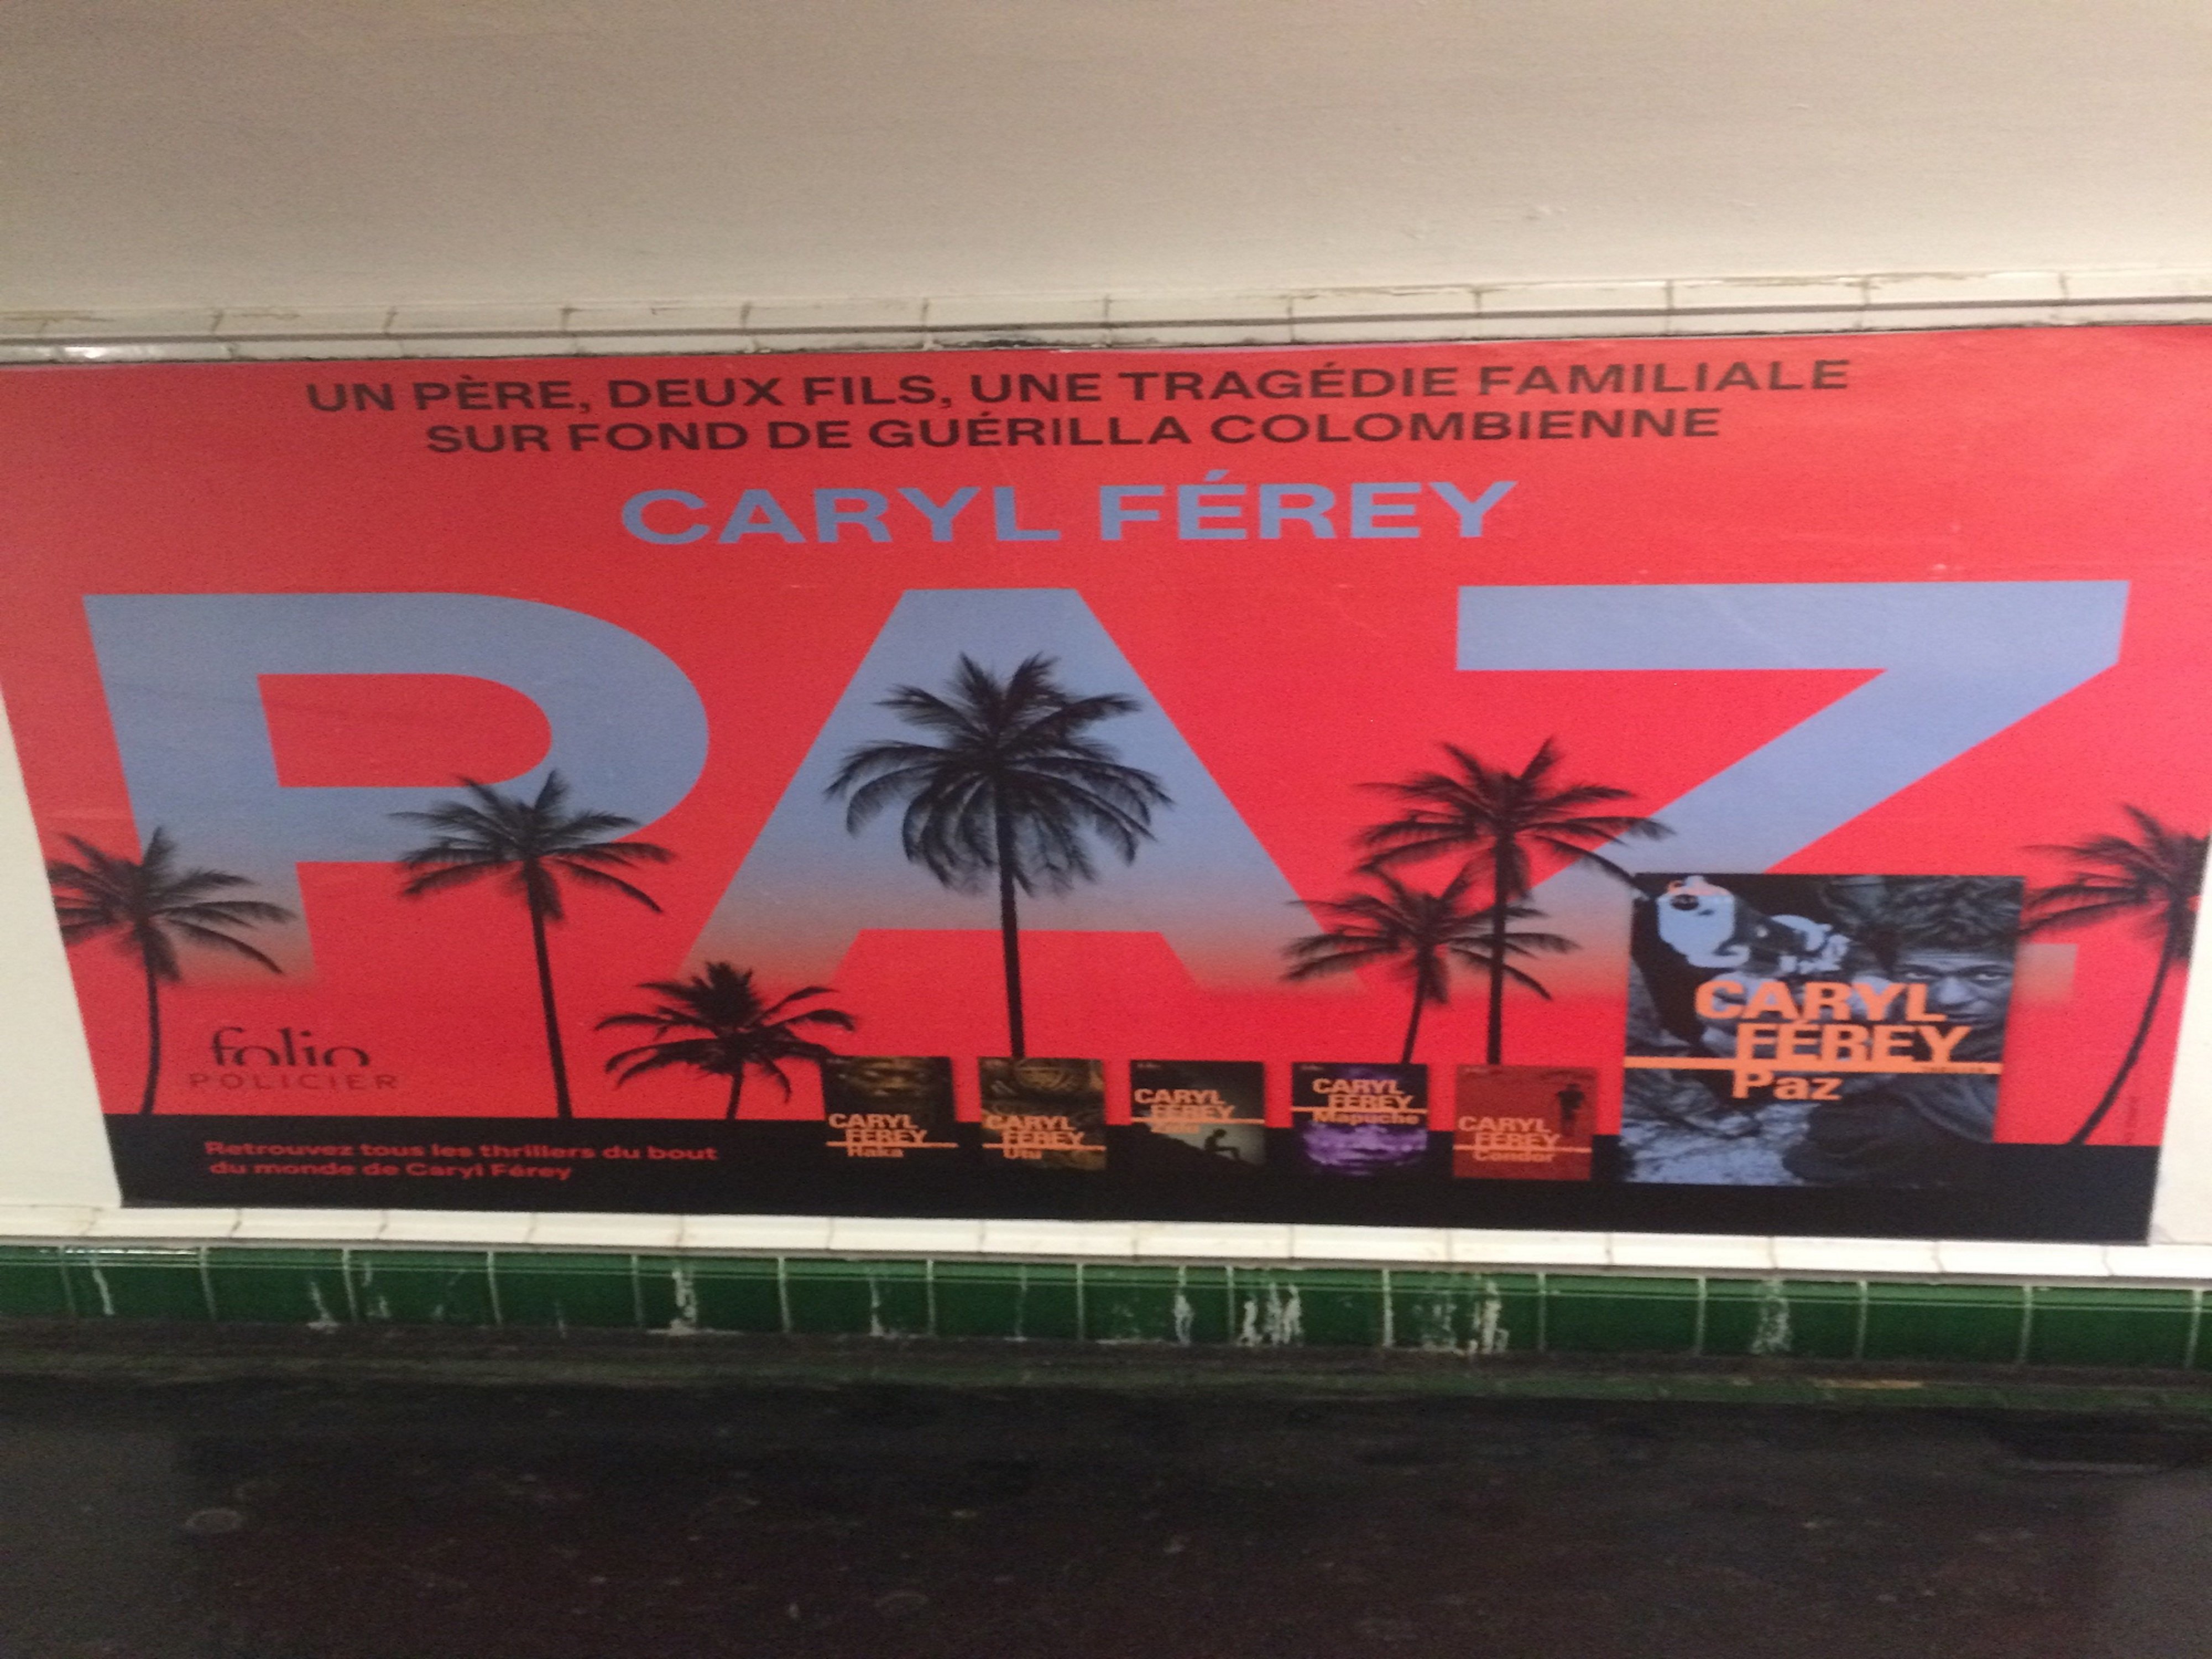 UN PÈRE, DEUX FILS, UNE TRAGÉDIE FAMILIALE
SUR FOND DE GUÉRILLA COLOMBIENNE
CARYL FÉREY
PAZ
folio
POLICIER
Retrouvez tous les thrillers du bout
du monde de Caryl Férey
CARYL
FÉREY
Haka
CARYL
FÉREY
Utu
CARYL
FÉREY
CARYL
FÉREY
Mapuche
CARYL
FÉREY
Condor
CARYL
FÉREY
Paz